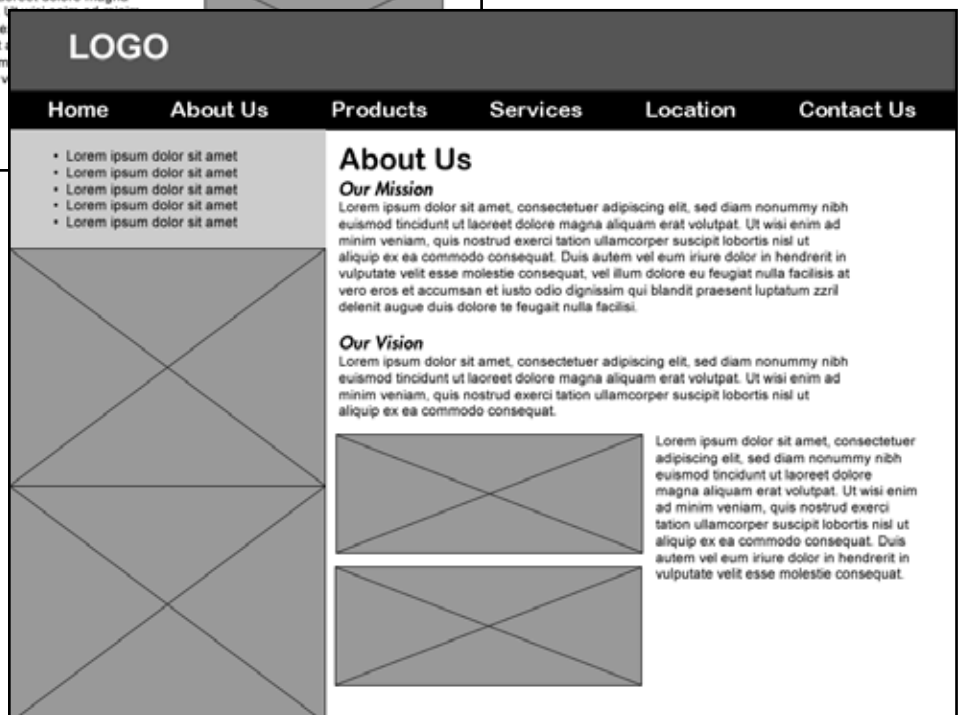 LOGO
Home About Us Products Services Location Contact Us
• Lorem ipsum dolor sit amet
• Lorem ipsum dolor sit amet
• Lorem ipsum dolor sit amet
• Lorem ipsum dolor sit amet
• Lorem ipsum dolor sit amet
About Us
Our Mission
Lorem ipsum dolor sit amet, consectetuer adipiscing elit, sed diam nonummy nibh
euismod tincidunt ut laoreet dolore magna aliquam erat volutpat. Ut wisi enim ad
minim veniam, quis nostrud exerci tation ullamcorper suscipit lobortis nisl ut
aliquip ex ea commodo consequat. Duis autem vel eum iriure dolor in hendrerit in
vulputate velit esse molestie consequat, vel illum dolore eu feugiat nulla facilisis at
vero eros et accumsan et iusto odio dignissim qui blandit praesent luptatum zzril
delenit augue duis dolore te feugait nulla facilisi.
Our Vision
Lorem ipsum dolor sit amet, consectetuer adipiscing elit, sed diam nonummy nibh
euismod tincidunt ut laoreet dolore magna aliquam erat volutpat. Ut wisi enim ad
minim veniam, quis nostrud exerci tation ullamcorper suscipit lobortis nisl ut
aliquip ex ea commodo consequat.
Lorem ipsum dolor sit amet, consectetuer
adipiscing elit, sed diam nonummy nibh
euismod tincidunt ut laoreet dolore
magna aliquam erat volutpat. Ut wisi enim
ad minim veniam, quis nostrud exerci
tation ullamcorper suscipit lobortis nisl ut
aliquip ex ea commodo consequat. Duis
autem vel eum iriure dolor in hendrerit in
vulputate velit esse molestie consequat.